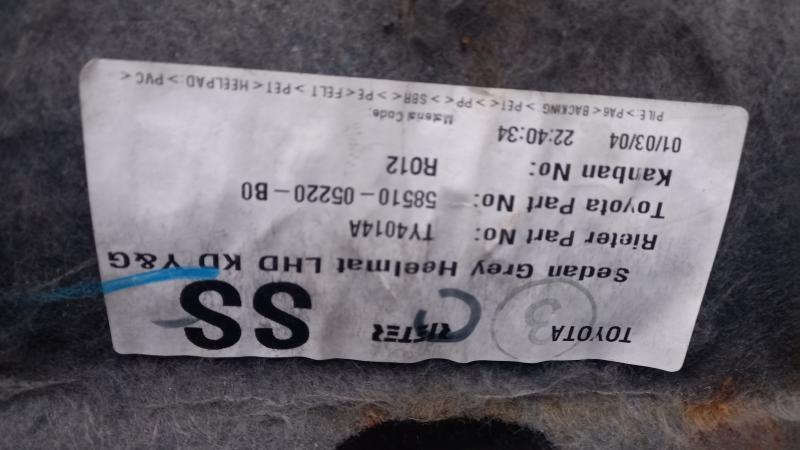 TOYOTA RIETER SS
3
Sedan Grey Heelmat LHD KD Y&G
Rieter Part No: TY4014A
Toyota Part No: 58510-05220-B0
Kanban No: R012
01/03/04 22:40:34 Material Code:
PILE:>PA6< BACKING >PET< >PP< >SBR< >PE< FELT >PET< HEELPAD:>PVC<